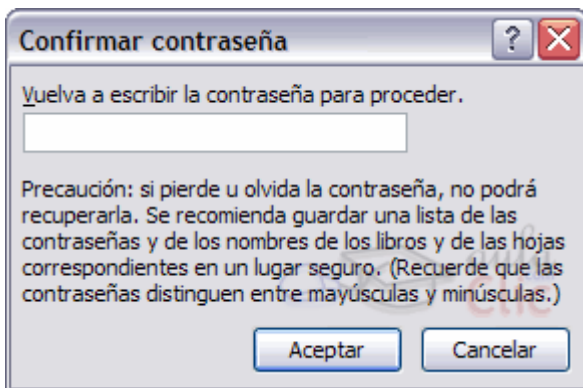 Confirmar contraseña
Vuelva a escribir la contraseña para proceder.
Precaución: si pierde u olvida la contraseña, no podrá
recuperarla. Se recomienda guardar una lista de las
contraseñas y de los nombres de los libros y de las hojas
correspondientes en un lugar seguro. (Recuerde que las
contraseñas distinguen entre mayúsculas y minúsculas.)
aula
Clic
Aceptar
Cancelar